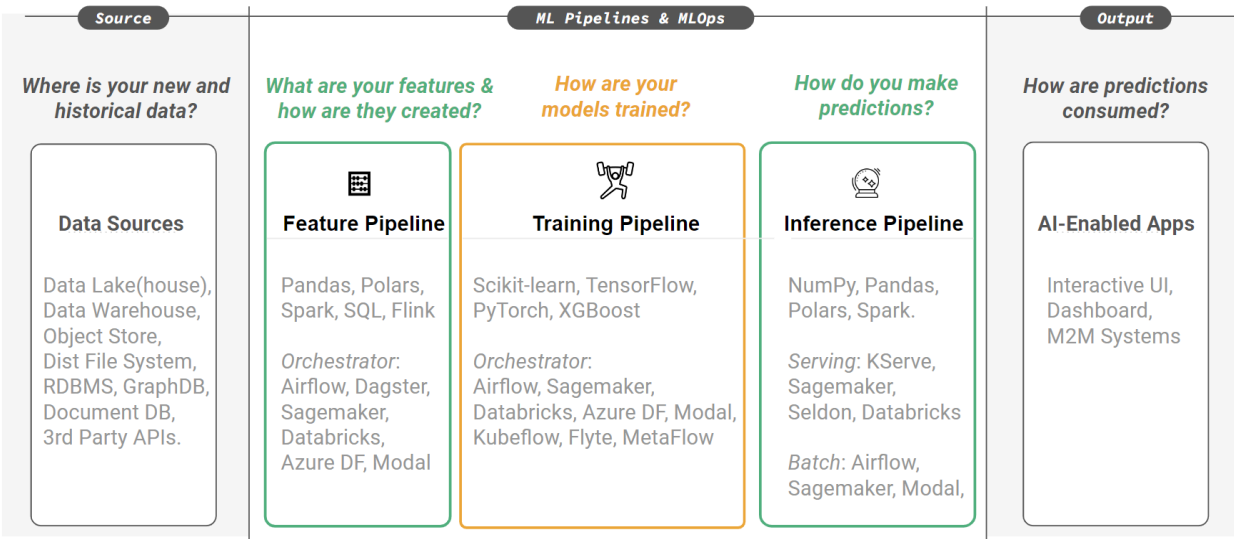 Source
ML Pipelines & MLOps
Output
Where is your new and
historical data?
What are your features &
how are they created?
How are your
models trained?
How do you make
predictions?
How are predictions
consumed?
Data Sources
Data Lake(house),
Data Warehouse,
Object Store,
Dist File System,
RDBMS, GraphDB,
Document DB,
3rd Party APIs.
Feature Pipeline
Pandas, Polars,
Spark, SQL, Flink
Orchestrator:
Airflow, Dagster,
Sagemaker,
Databricks,
Azure DF, Modal
Training Pipeline
Scikit-learn, TensorFlow,
PyTorch, XGBoost
Orchestrator:
Airflow, Sagemaker,
Databricks, Azure DF, Modal,
Kubeflow, Flyte, MetaFlow
Inference Pipeline
NumPy, Pandas,
Polars, Spark.
Serving: KServe,
Sagemaker,
Seldon, Databricks
Batch: Airflow,
Sagemaker, Modal,
AI-Enabled Apps
Interactive UI,
Dashboard,
M2M Systems